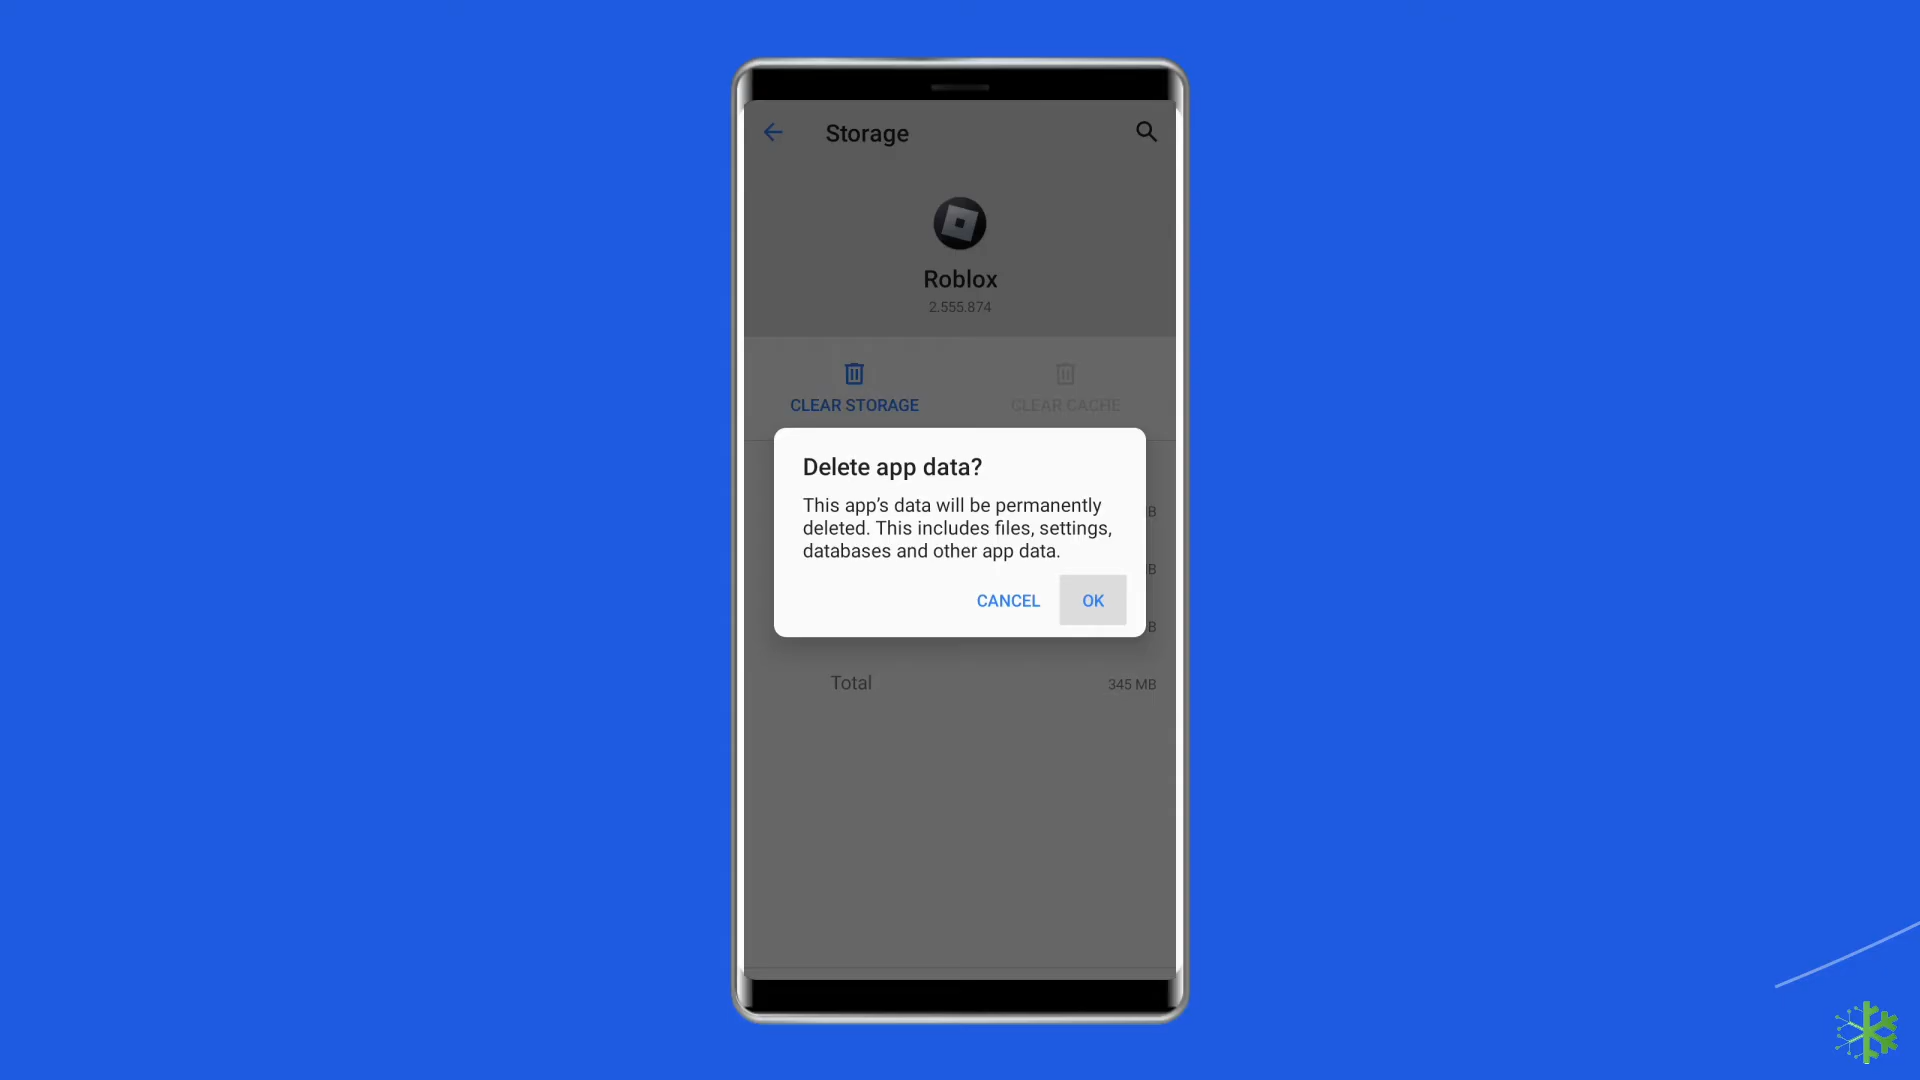 Storage
Roblox
2.555.874
CLEAR STORAGE
CLEAR CACHE
Delete app data?
This app's data will be permanently
deleted. This includes files, settings,
databases and other app data.
CANCEL
OK
B
B
B
Total
345 MB